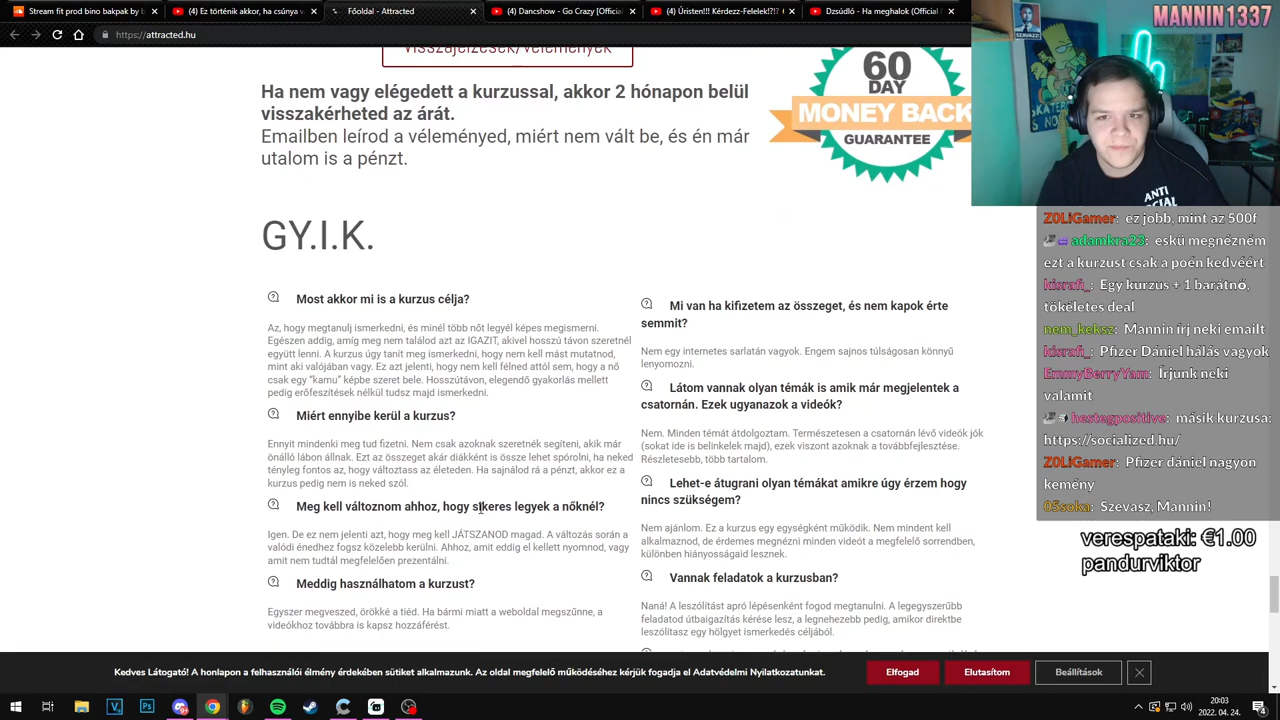 Stream fit prod bino bakpak by b
(4) Ez történik akkor, ha csúnya v
Főoldal - Attracted
(4) Dancshow - Go Crazy [Official
(4) Úristen!!! Kérdezz-Felelek!?!?
Dzsúdló - Ha meghalok (Official
https://attracted.hu
MANNIN1337
SZAVAZZ!
Visszajelzések/vélemények
Ha nem vagy elégedett a kurzussal, akkor 2 hónapon belül
visszakérheted az árát.
Emailben leírod a véleményed, miért nem vált be, és én már
utalom is a pénzt.
60
DAY
MONEY BACK
GUARANTEE
ANTI
SOCIAL
GY.I.K.
Most akkor mi is a kurzus célja?
Az, hogy megtanulj ismerkedni, és minél több nőt legyél képes megismerni.
Egészen addig, amíg meg nem találod azt az IGAZIT, akivel hosszú távon szeretnél
együtt lenni. A kurzus úgy tanít meg ismerkedni, hogy nem kell mást mutatnod,
mint aki valójában vagy. Ez azt jelenti, hogy nem kell félned attól sem, hogy a nő
csak egy “kamu” képbe szeret bele. Hosszútávon, elegendő gyakorlás mellett
pedig erőfeszítések nélkül tudsz majd ismerkedni.
Miért ennyibe kerül a kurzus?
Ennyit mindenki meg tud fizetni. Nem csak azoknak szeretnék segíteni, akik már
önálló lábon állnak. Ezt az összeget akár diákként is össze lehet spórolni, ha neked
tényleg fontos az, hogy változtass az életeden. Ha sajnálod rá a pénzt, akkor ez a
kurzus pedig nem is neked szól.
Meg kell változnom ahhoz, hogy sikeres legyek a nőknél?
Igen. De ez nem jelenti azt, hogy meg kell JÁTSZANOD magad. A változás során a
valódi énedhez fogsz közelebb kerülni. Ahhoz, amit eddig el kellett nyomnod, vagy
amit nem tudtál megfelelően prezentálni.
Meddig használhatom a kurzust?
Egyszer megveszed, örökké a tiéd. Ha bármi miatt a weboldal megszűnne, a
videókhoz továbbra is kapsz hozzáférést.
Mi van ha kifizetem az összeget, és nem kapok érte
semmit?
Nem egy internetes sarlatán vagyok. Engem sajnos túlságosan könnyű
lenyomozni.
Látom vannak olyan témák is amik már megjelentek a
csatornán. Ezek ugyanazok a videók?
Nem. Minden témát átdolgoztam. Természetesen a csatornán lévő videók jók
(sokat ide is belinkelek majd), ezek viszont azoknak a továbbfejlesztése.
Részletesebb, több tartalom.
Lehet-e átugrani olyan témákat amikre úgy érzem hogy
nincs szükségem?
Nem ajánlom. Ez a kurzus egy egységként működik. Nem mindent kell
alkalmaznod, de érdemes megnézni minden videót a megfelelő sorrendben,
különben hiányosságaid lesznek.
Vannak feladatok a kurzusban?
Naná! A leszólítást apró lépésenként fogod megtanulni. A legegyszerűbb
feladatod útbaigazítás kérése lesz, a legnehezebb pedig, amikor direktbe
leszólítasz egy hölgyet ismerkedés céljából.
Z0LiGamer: ez jobb, mint az 500f
adamkra23: eskü megnézném
ezt a kurzust csak a poén kedvéért
kisrafi_: Egy kurzus + 1 barátnő,
tökéletes deal
nem_keksz: Mannin írj neki emailt
kisrafi_: Pfizer Dániel hálás vagyok
EmmyBerryYam: Írjunk neki
valamit
hestegpositive: másik kurzusa:
https://socialized.hu/
Z0LiGamer: Pfizer dániel nagyon
kemény
05soka: Szevasz, Mannin!
verespataki: €1.00
pandurviktor
Kedves Látogató! A honlapon a felhasználói élmény érdekében sütiket alkalmazunk. Az oldal megfelelő működéséhez kérjük fogadja el Adatvédelmi Nyilatkozatunkat.
Elfogad
Elutasítom
Beállítások
20:03
2022. 04. 24.
4